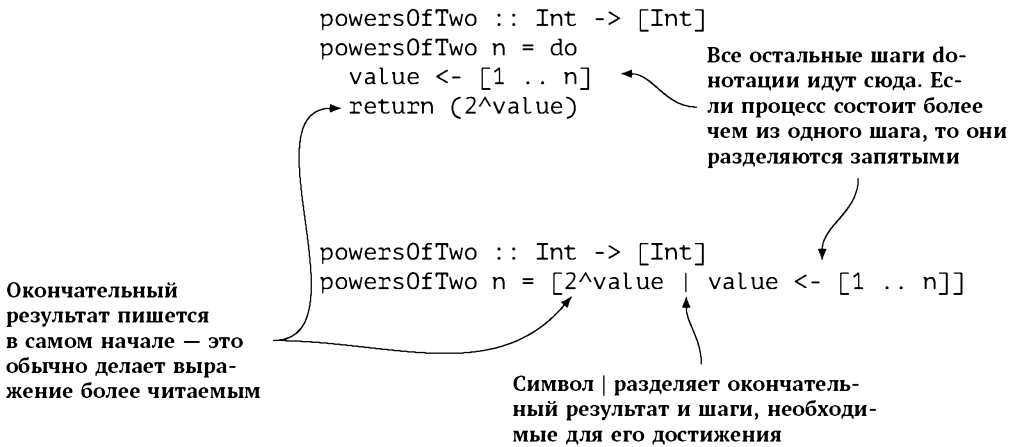 powersOfTwo :: Int -> [Int]
powersOfTwo n = do
value <- [1 .. n]
return (2^value)
Все остальные шаги do-
нотации идут сюда. Ес-
ли процесс состоит более
чем из одного шага, то они
разделяются запятыми
powersOfTwo :: Int -> [Int]
powersOfTwo n = [2^value | value <- [1 .. n]]
Окончательный
результат пишется
в самом начале — это
обычно делает выра-
жение более читаемым
Символ | разделяет окончатель-
ный результат и шаги, необходи-
мые для его достижения